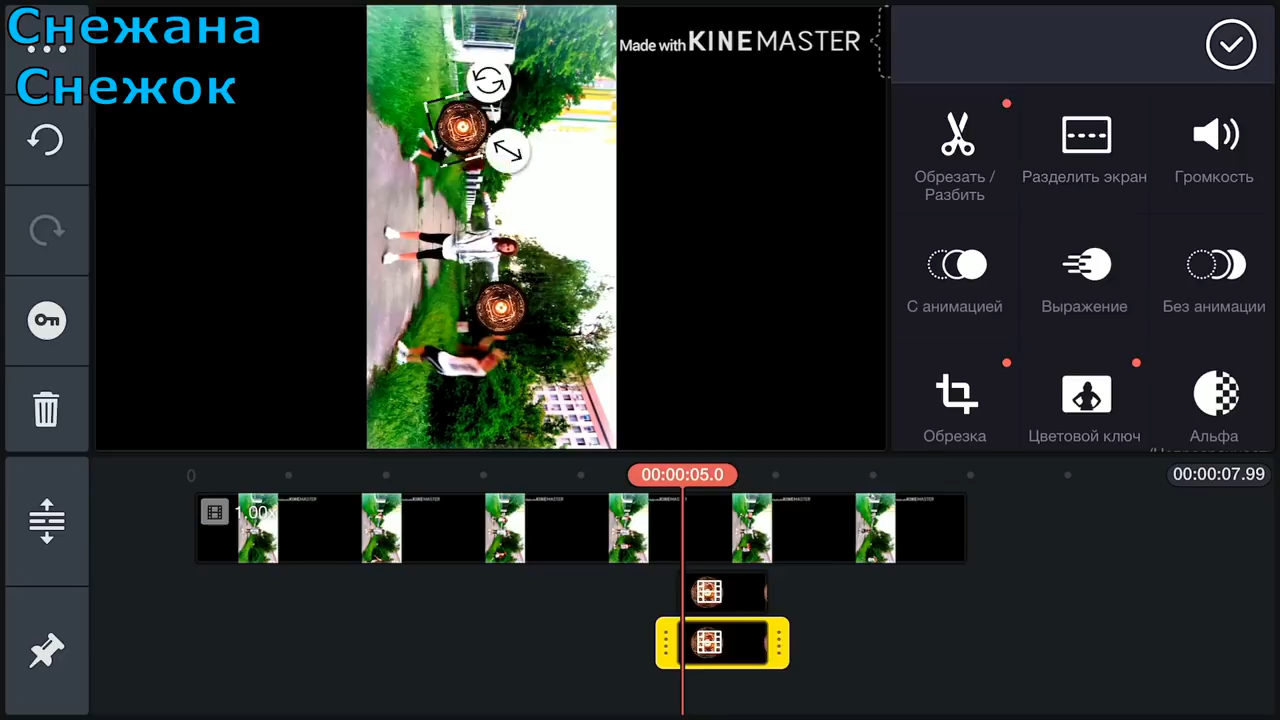 Снежана
Снежок
Made with KINEMASTER
Обрезать /
Разбить
Разделить экран
Громкость
С анимацией
Выражение
Без анимации
Обрезка
Цветовой ключ
Альфа
0
00:00:05.0
00:00:07.99
1.00x